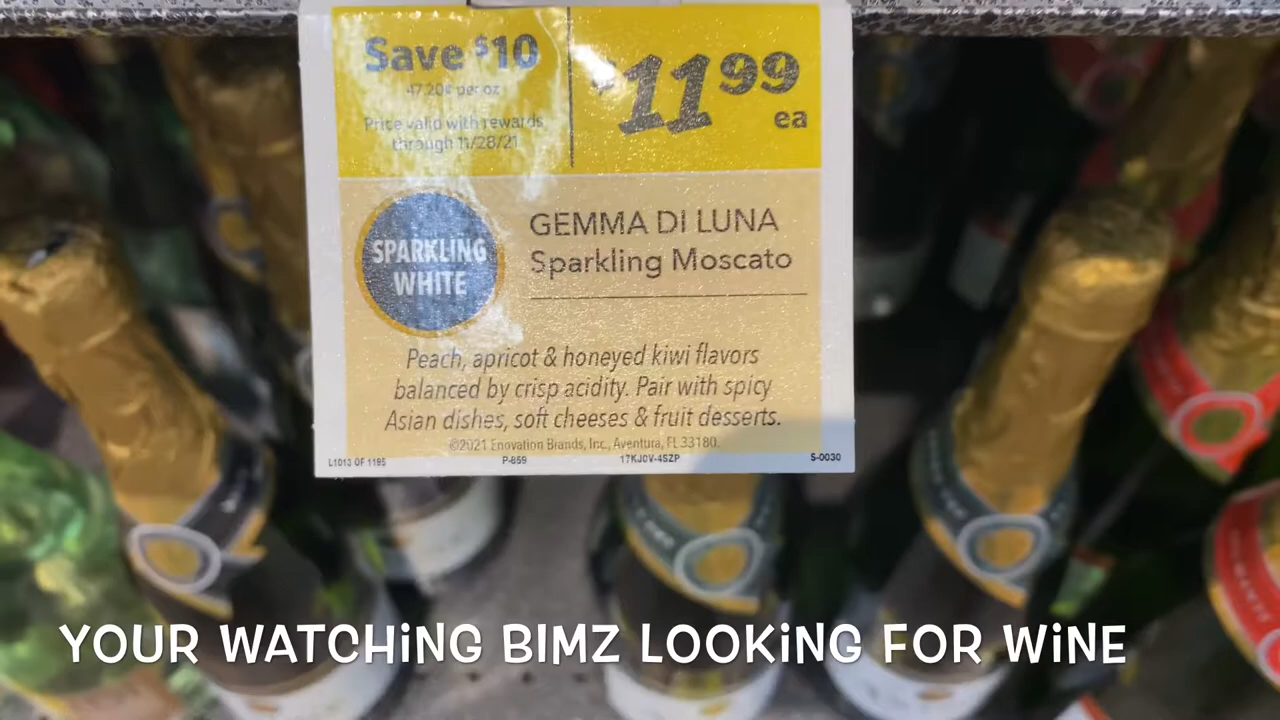 Save $10
47.20¢ per oz
Price valid with rewards
through 11/28/21
$11 99
ea
SPARKLING
WHITE
GEMMA DI LUNA
Sparkling Moscato
Peach, apricot & honeyed kiwi flavors
balanced by crisp acidity. Pair with spicy
Asian dishes, soft cheeses & fruit desserts.
©2021 Enovation Brands, Inc., Aventura, FL 33180.
L1013 OF 1195 P-859 17KJ0V-4SZP S-0030
YOUR WATCHiNG BIMZ LOOKiNG FOR WiNE